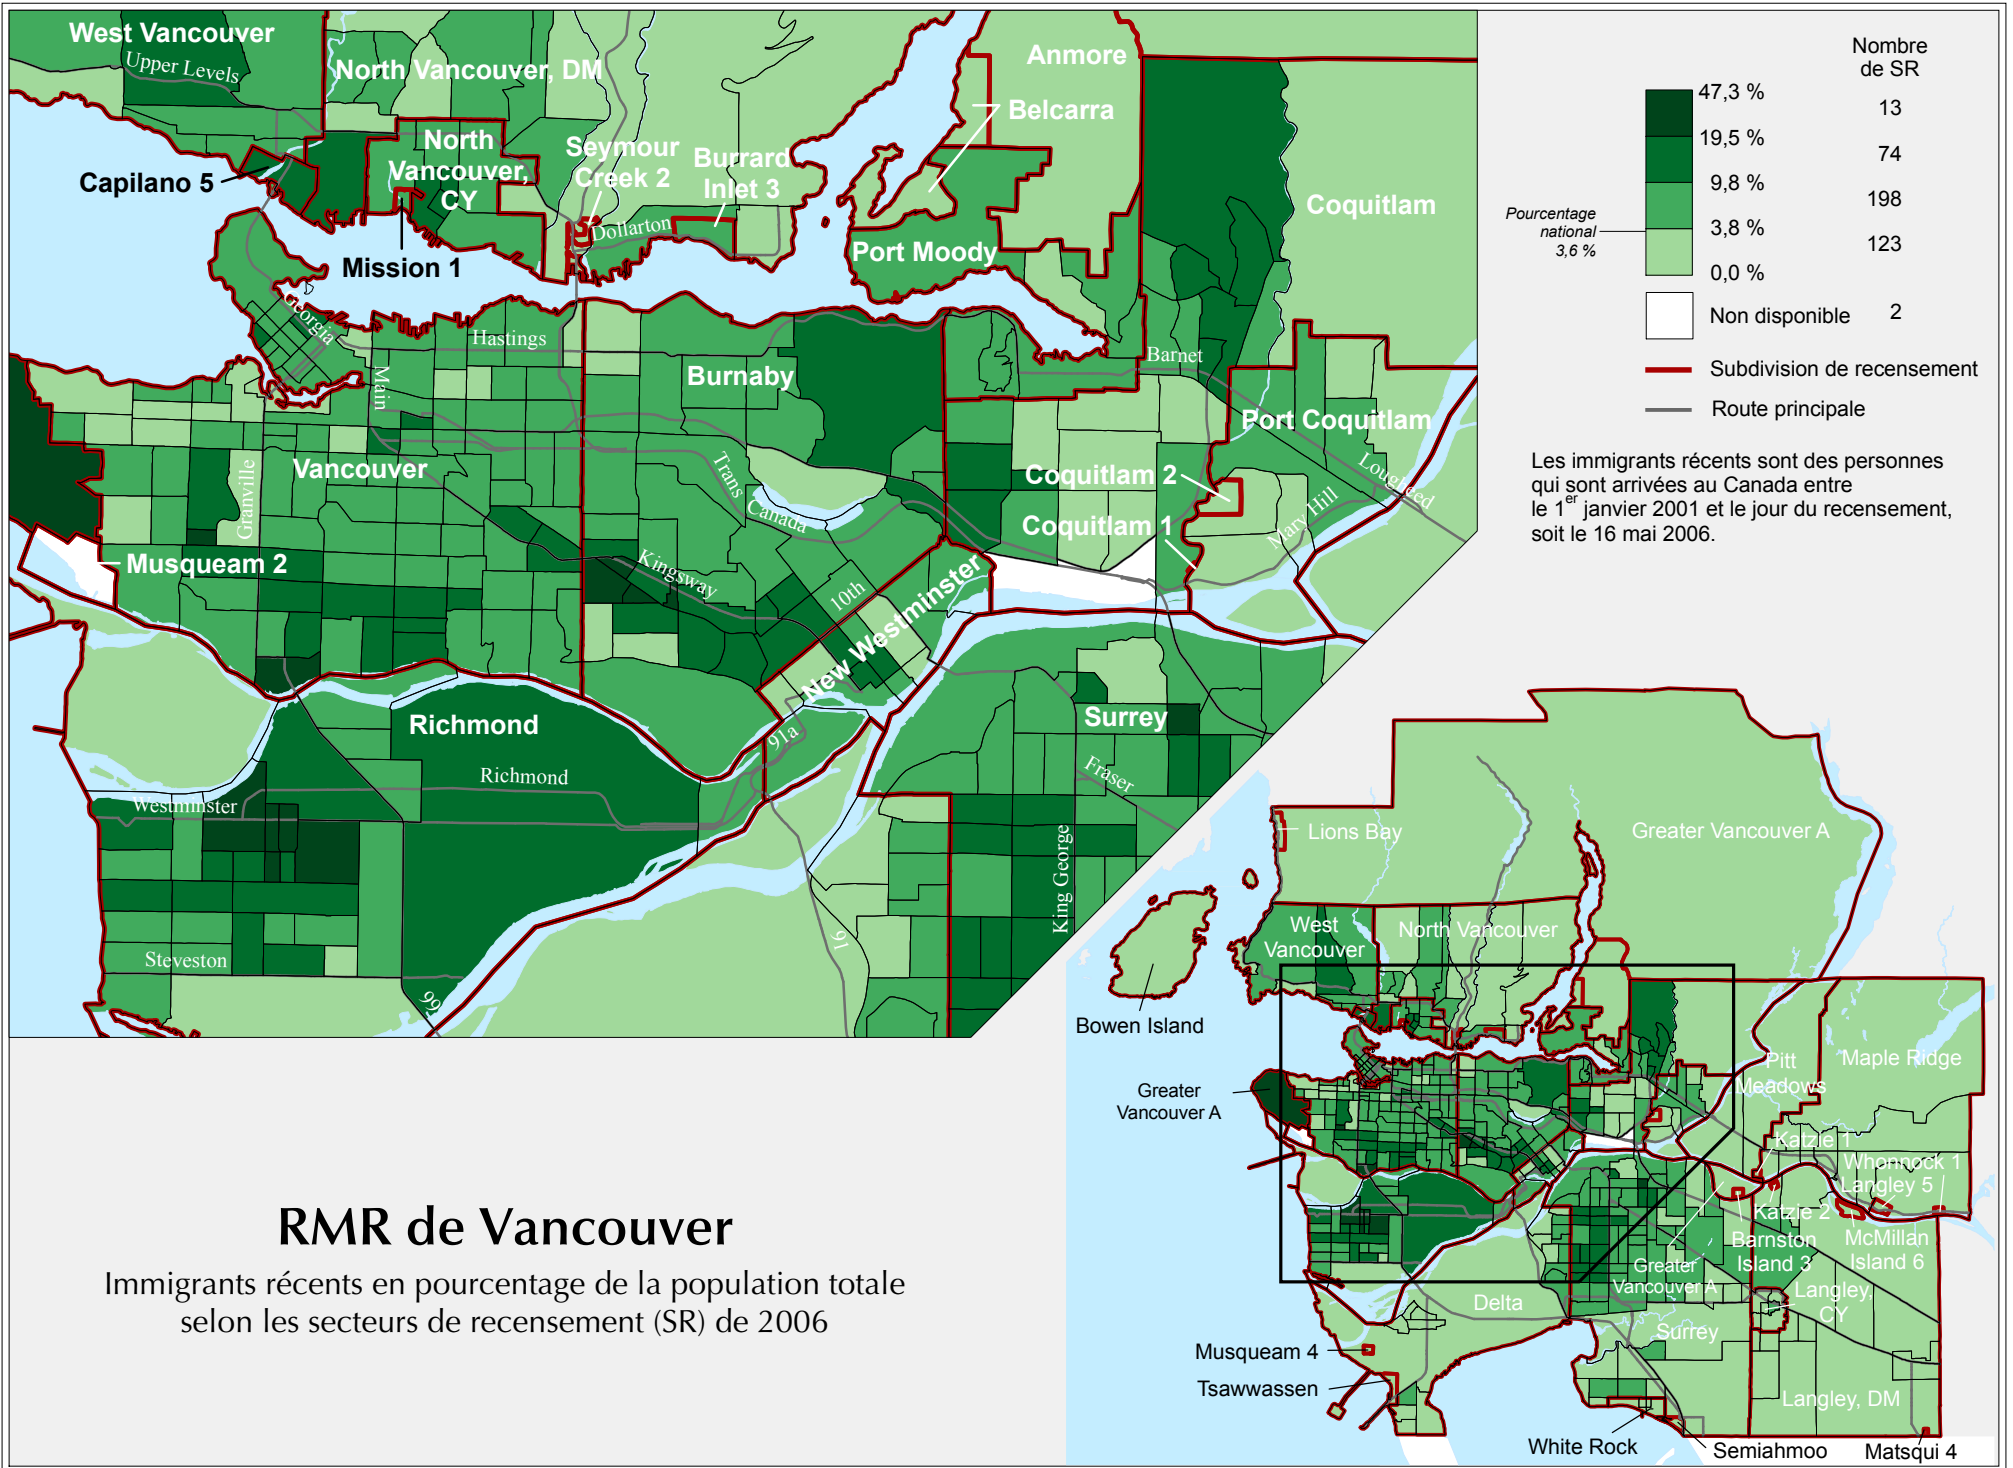 West Vancouver
Upper Levels
North Vancouver, DM
Anmore
Belcarra
North
Vancouver,
CY
Seymour
Creek 2
Burrard
Inlet 3
Capilano 5
Dollarton
Mission 1
Port Moody
Coquitlam
Georgia
Hastings
Main
Burnaby
Barnet
Port Coquitlam
Vancouver
Granville
Trans
Canada
Coquitlam 2
Lougheed
Coquitlam 1
Mary Hill
Musqueam 2
Kingsway
10th
New Westminster
Richmond
91a
Surrey
Richmond
Fraser
Westminster
King George
Steveston
91
99
Nombre
de SR
47,3 %
13
19,5 %
74
9,8 %
198
3,8 %
123
0,0 %
Pourcentage
national
3,6 %
Non disponible
2
Subdivision de recensement
Route principale
Les immigrants récents sont des personnes
qui sont arrivées au Canada entre
le 1er janvier 2001 et le jour du recensement,
soit le 16 mai 2006.
Lions Bay
Greater Vancouver A
West
Vancouver
North Vancouver
Bowen Island
Greater
Vancouver A
Pitt
Meadows
Maple Ridge
Katzie 1
Whonnock 1
Langley 5
Katzie 2
Barnston
Island 3
McMillan
Island 6
Greater
Vancouver A
Langley,
CY
Delta
Surrey
Musqueam 4
Tsawwassen
Langley, DM
White Rock
Semiahmoo
Matsqui 4
RMR de Vancouver
Immigrants récents en pourcentage de la population totale
selon les secteurs de recensement (SR) de 2006